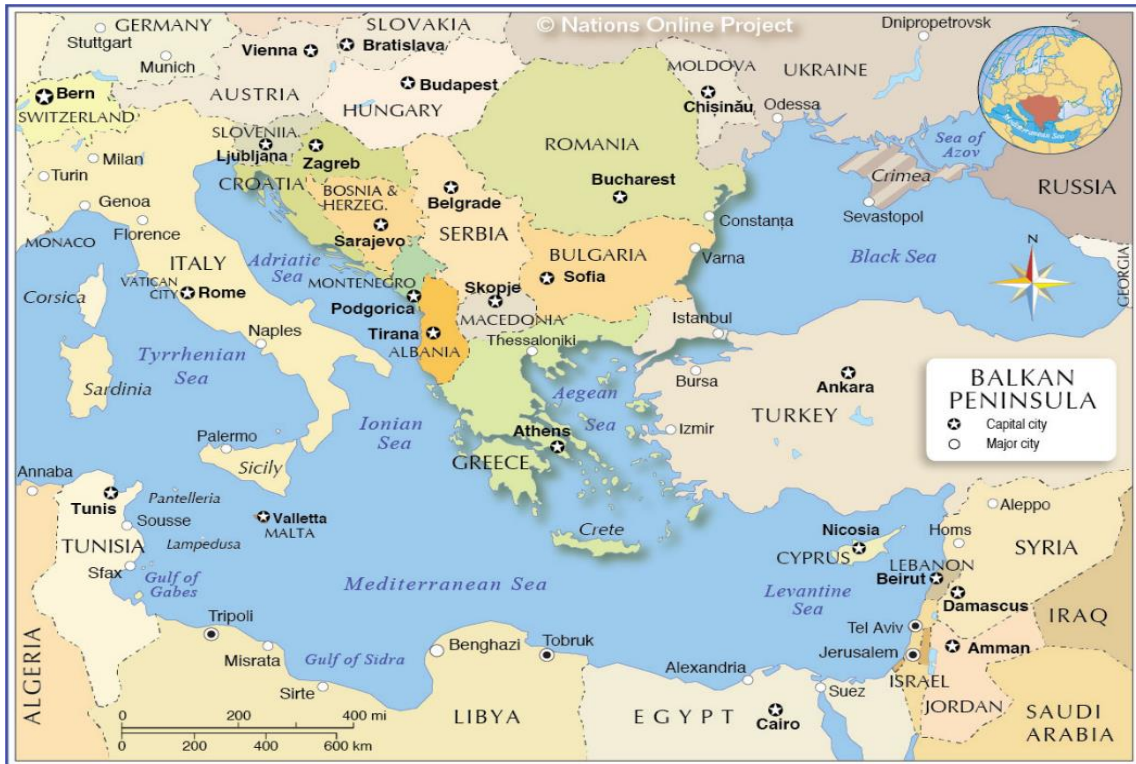 © Nations Online Project
GERMANY
Stuttgart
Munich
Vienna
SLOVAKIA
Bratislava
Dnipropetrovsk
Bern
SWITZERLAND
AUSTRIA
Budapest
HUNGARY
MOLDOVA
Chișinău
UKRAINE
Odessa
Sea of
Azov
Mediterranean Sea
SLOVENIIA.
Ljubljana
Zagreb
CROATIA
ROMANIA
Milan
Turin
Genoa
BOSNIA &
HERZEG.
Sarajevo
Belgrade
SERBIA
Bucharest
Crimea
Sevastopol
RUSSIA
MONACO
Florence
Constanța
Varna
Black Sea
N
GEORGIA
ITALY
Adriatic
Sea
VATICAN
CITY
Rome
Corsica
MONTENEGRO
Podgorica
BULGARIA
Sofia
Skopje
MACEDONIA
Tirana
ALBANIA
Naples
Tyrrhenian
Sea
Sardinia
Thessaloniki
Istanbul
Bursa
Ankara
TURKEY
BALKAN
PENINSULA
Capital city
Major city
Ionian
Sea
Aegean
Sea
Izmir
Athens
GREECE
Palermo
Sicily
Annaba
Tunis
Pantelleria
Sousse
TUNISIA
Lampedusa
Sfax
Gulf of
Gabes
Valletta
MALTA
Crete
Nicosia
CYPRUS
Aleppo
Homs
SYRIA
LEBANON
Beirut
Damascus
IRAQ
Mediterranean Sea
Levantine
Sea
Tripoli
Misrata
Gulf of Sidra
Sirte
Benghazi
Tobruk
Alexandria
Tel Aviv
Jerusalem
Amman
ISRAEL
JORDAN
Suez
Cairo
ALGERIA
LIBYA
EGYPT
SAUDI
ARABIA
0 200 400 mi
0 200 400 600 km